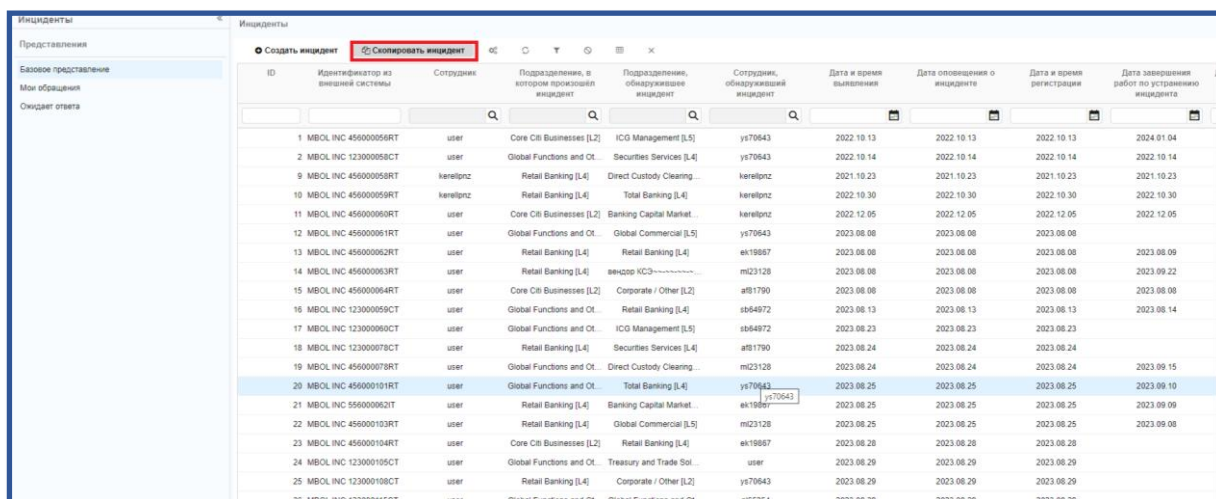 Инциденты
Инциденты
Представления
Базовое представление
Мои обращения
Ожидает ответа
Создать инцидент Скопировать инцидент
ID Идентификатор из внешней системы Сотрудник Подразделение, в котором произошёл инцидент Подразделение, обнаружившее инцидент Сотрудник, обнаруживший инцидент Дата и время выявления Дата оповещения о инциденте Дата и время регистрации Дата завершения работ по устранению инцидента
1 MBOL INC 456000056RT user Core Citi Businesses [L2] ICG Management [L5] ys70643 2022.10.13 2022.10.13 2022.10.13 2024.01.04
2 MBOL INC 123000058CT user Global Functions and Ot... Securities Services [L4] ys70643 2022.10.14 2022.10.14 2022.10.14 2022.10.14
9 MBOL INC 456000058RT kerellpnz Retail Banking [L4] Direct Custody Clearing... kerellpnz 2021.10.23 2021.10.23 2021.10.23 2021.10.23
10 MBOL INC 456000059RT kerellpnz Retail Banking [L4] Total Banking [L4] kerellpnz 2022.10.30 2022.10.30 2022.10.30 2022.10.30
11 MBOL INC 456000060RT user Core Citi Businesses [L2] Banking Capital Market... kerellpnz 2022.12.05 2022.12.05 2022.12.05 2022.12.05
12 MBOL INC 456000061RT user Global Functions and Ot... Global Commercial [L5] ys70643 2023.08.08 2023.08.08 2023.08.08
13 MBOL INC 456000062RT user Retail Banking [L4] Retail Banking [L4] ek19867 2023.08.08 2023.08.08 2023.08.08 2023.08.09
14 MBOL INC 456000063RT user Retail Banking [L4] вендор КСЭ~~-~~-~~-~... ml23128 2023.08.08 2023.08.08 2023.08.08 2023.09.22
15 MBOL INC 456000064RT user Core Citi Businesses [L2] Corporate / Other [L2] af81790 2023.08.08 2023.08.08 2023.08.08 2023.08.08
16 MBOL INC 123000059CT user Global Functions and Ot... Retail Banking [L4] sb64972 2023.08.13 2023.08.13 2023.08.13 2023.08.14
17 MBOL INC 123000060CT user Global Functions and Ot... ICG Management [L5] sb64972 2023.08.23 2023.08.23 2023.08.23
18 MBOL INC 123000078CT user Retail Banking [L4] Securities Services [L4] af81790 2023.08.24 2023.08.24 2023.08.24
19 MBOL INC 456000078RT user Global Functions and Ot... Direct Custody Clearing... ml23128 2023.08.24 2023.08.24 2023.08.24 2023.09.15
20 MBOL INC 456000101RT user Global Functions and Ot... Total Banking [L4] ys70643 2023.08.25 2023.08.25 2023.08.25 2023.09.10
ys70643
21 MBOL INC 556000062IT user Retail Banking [L4] Banking Capital Market... ek19867 2023.08.25 2023.08.25 2023.08.25 2023.09.09
22 MBOL INC 456000103RT user Retail Banking [L4] Global Commercial [L5] ml23128 2023.08.25 2023.08.25 2023.08.25 2023.09.08
23 MBOL INC 456000104RT user Core Citi Businesses [L2] Retail Banking [L4] ek19867 2023.08.28 2023.08.28 2023.08.28
24 MBOL INC 123000105CT user Global Functions and Ot... Treasury and Trade Sol... user 2023.08.29 2023.08.29 2023.08.29
25 MBOL INC 123000108CT user Retail Banking [L4] Corporate / Other [L2] ys70643 2023.08.29 2023.08.29 2023.08.29